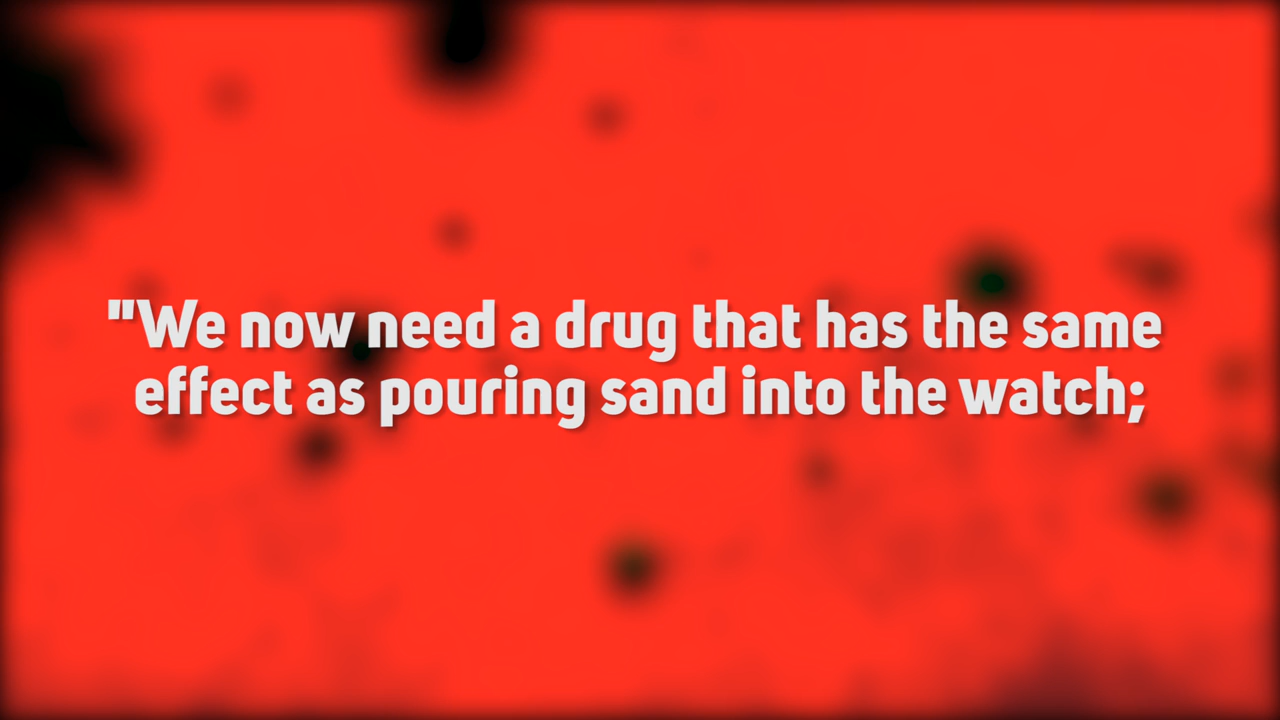 "We now need a drug that has the same
effect as pouring sand into the watch;